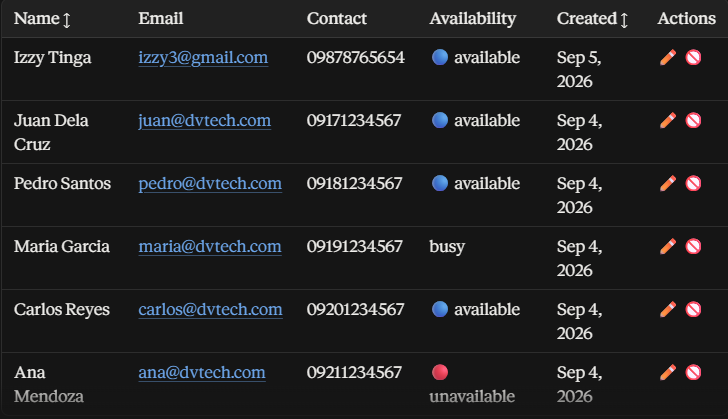 Name Email Contact Availability Created Actions
Izzy Tinga izzy3@gmail.com 09878765654 available Sep 5,
2026
Juan Dela juan@dvtech.com 09171234567 available Sep 4,
Cruz 2026
Pedro Santos pedro@dvtech.com 09181234567 available Sep 4,
2026
Maria Garcia maria@dvtech.com 09191234567 busy Sep 4,
2026
Carlos Reyes carlos@dvtech.com 09201234567 available Sep 4,
2026
Ana ana@dvtech.com 09211234567 Sep 4,
Mendoza unavailable 2026